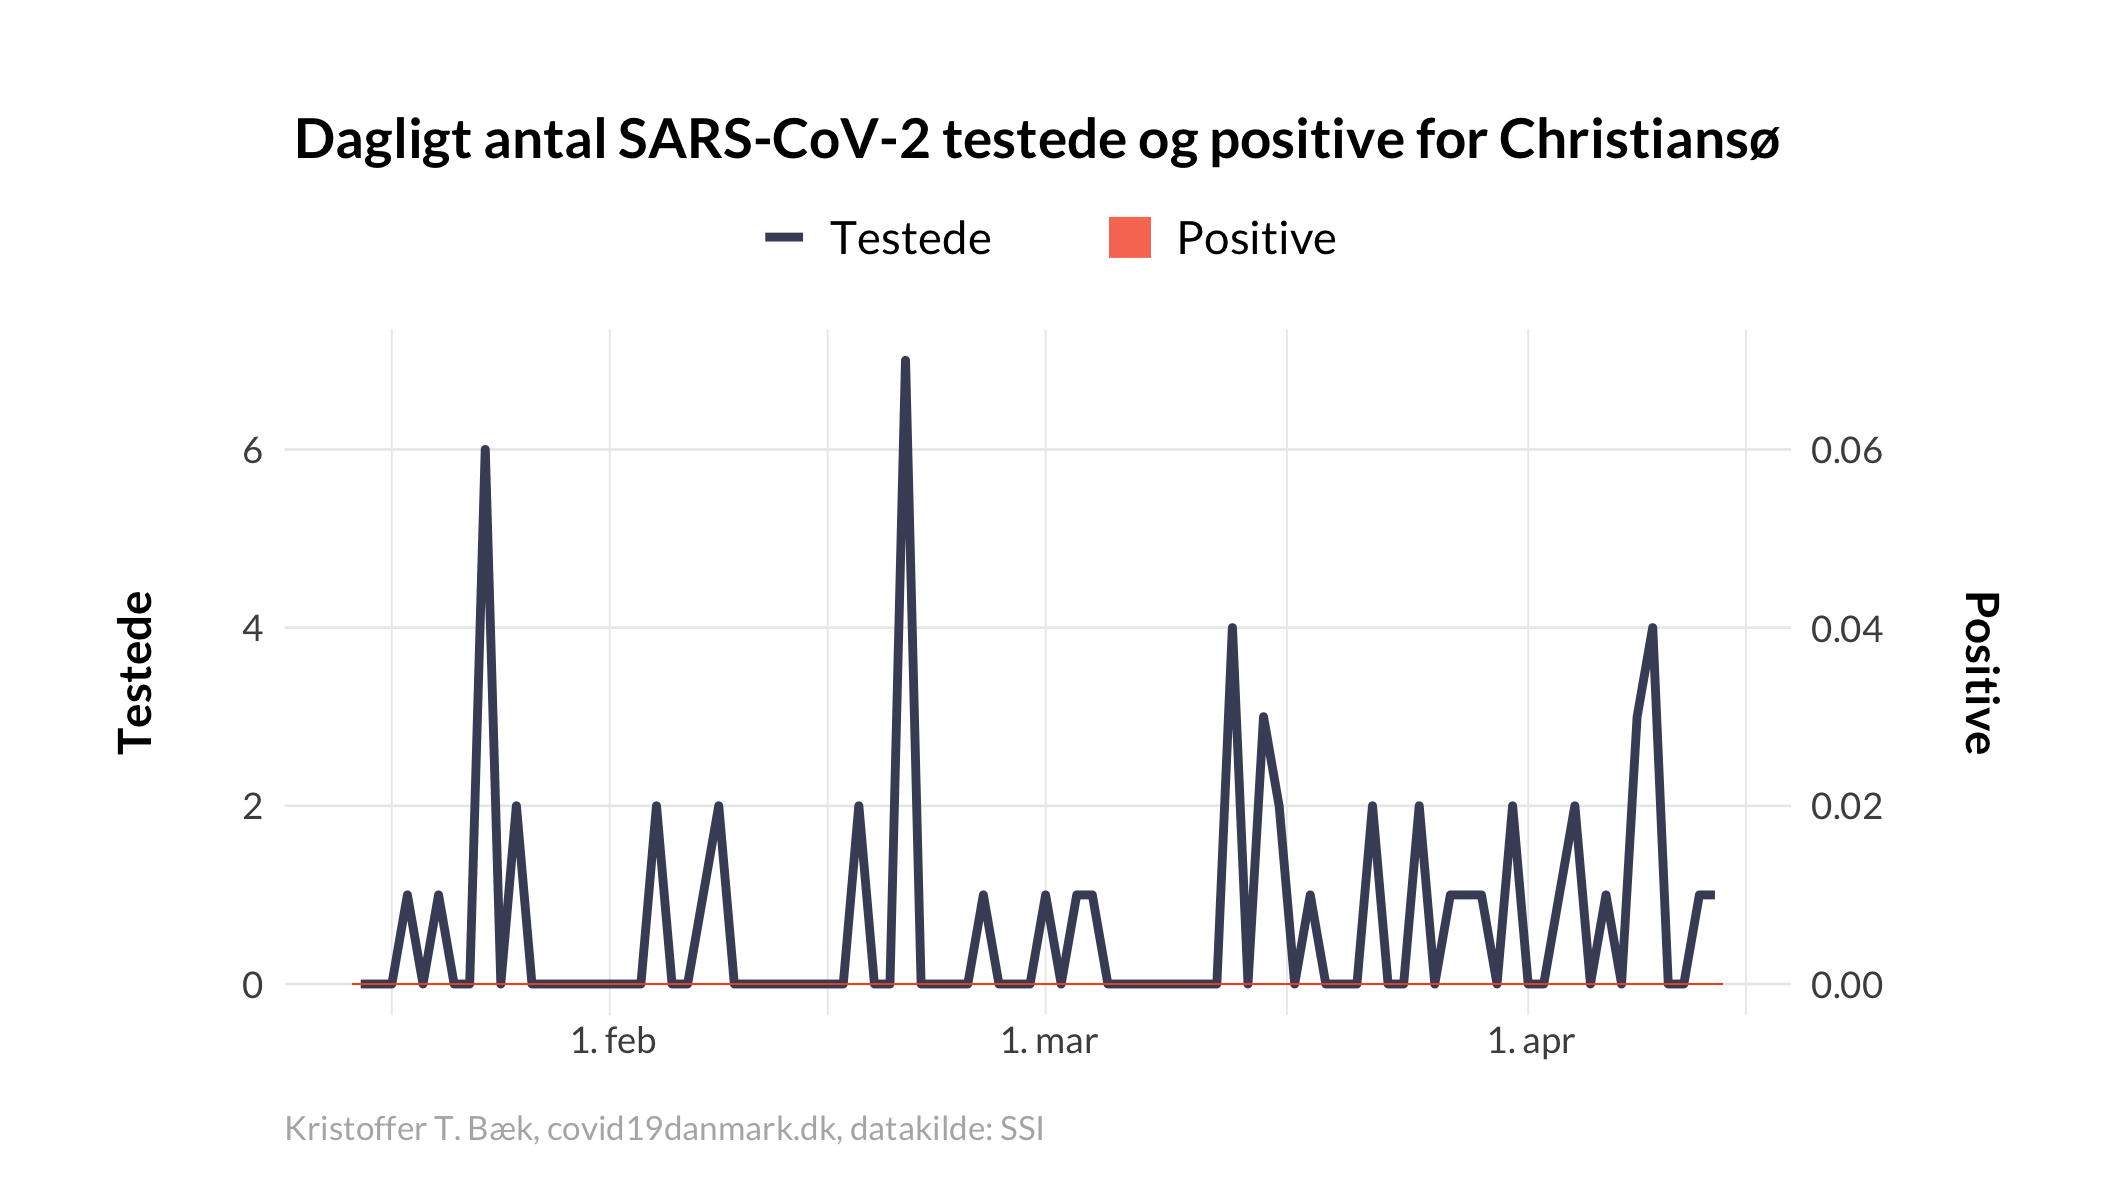 Dagligt antal SARS-CoV-2 testede og positive for Christiansø
Testede Positive
Testede
6
4
2
0
0.06
0.04
0.02
0.00
Positive
1. feb 1. mar 1. apr
Kristoffer T. Bæk, covid19danmark.dk, datakilde: SSI